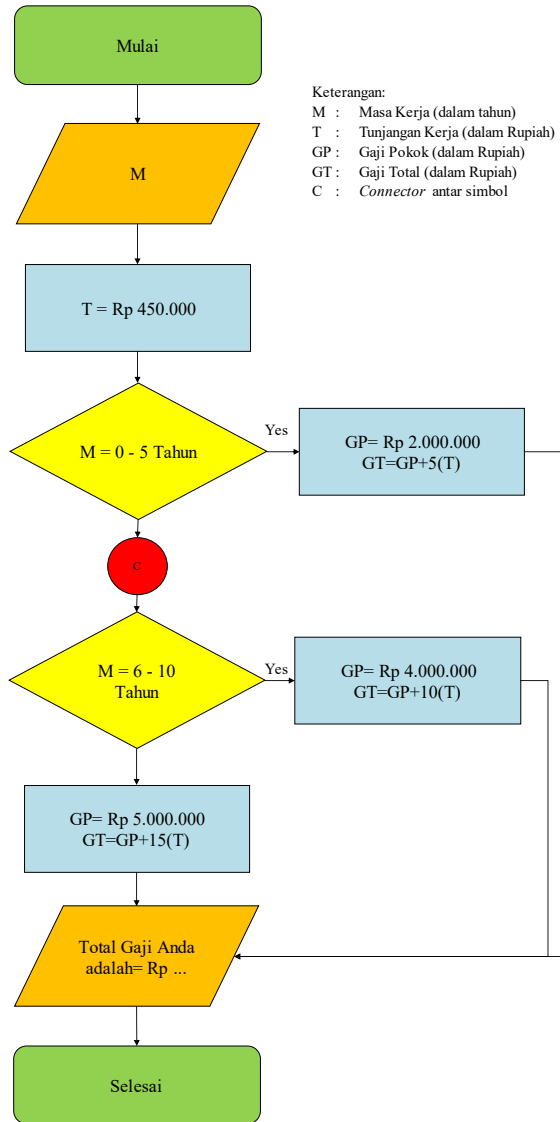 Mulai
Keterangan:
M : Masa Kerja (dalam tahun)
T : Tunjangan Kerja (dalam Rupiah)
GP : Gaji Pokok (dalam Rupiah)
GT : Gaji Total (dalam Rupiah)
C : Connector antar simbol
M
T = Rp 450.000
M = 0 - 5 Tahun
Yes
GP= Rp 2.000.000
GT=GP+5(T)
C
M = 6 - 10
Tahun
Yes
GP= Rp 4.000.000
GT=GP+10(T)
GP= Rp 5.000.000
GT=GP+15(T)
Total Gaji Anda
adalah= Rp ...
Selesai